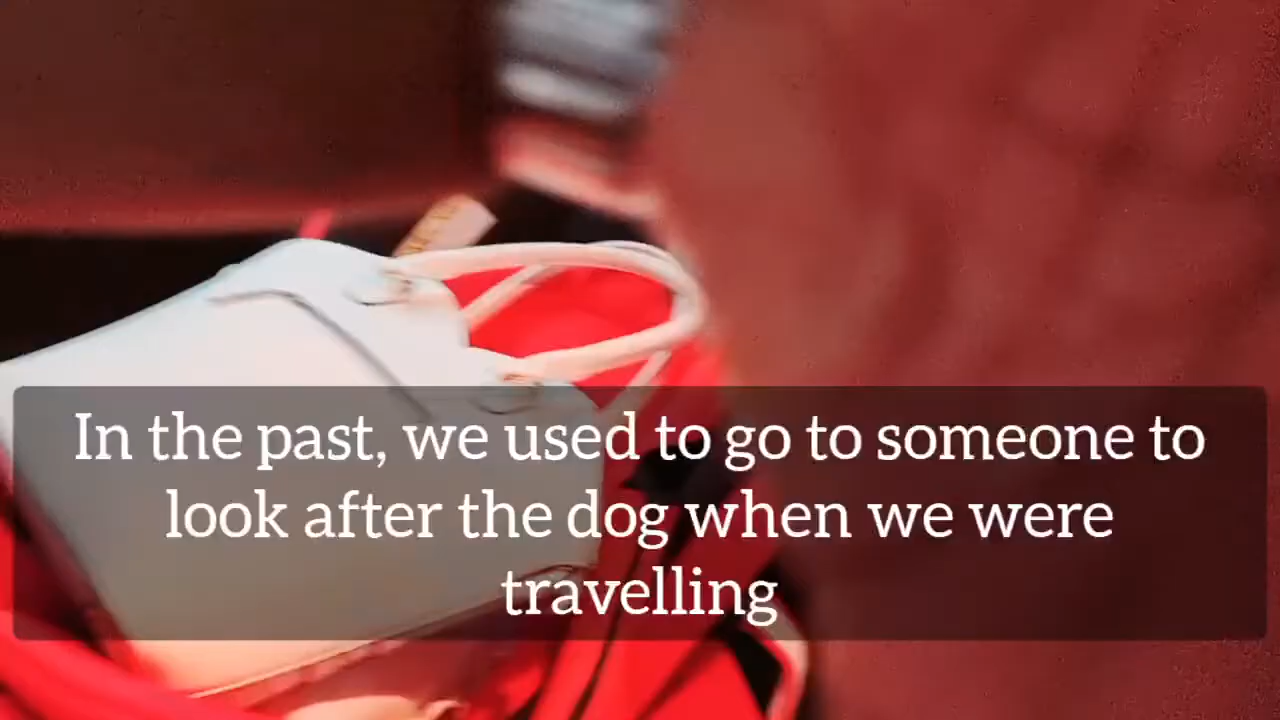 In the past, we used to go to someone to
look after the dog when we were
travelling